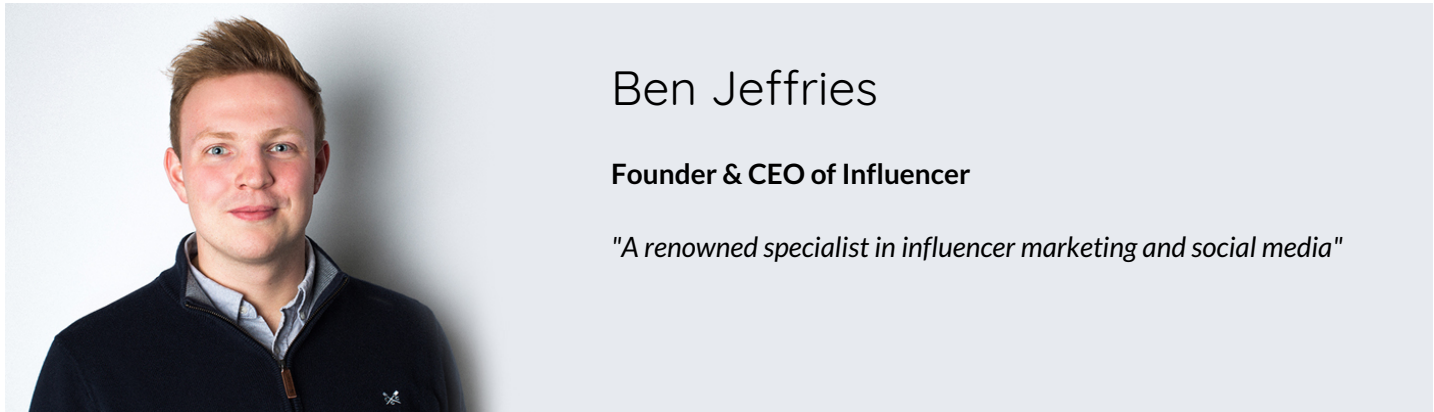 Ben Jeffries
Founder & CEO of Influencer
"A renowned specialist in influencer marketing and social media"